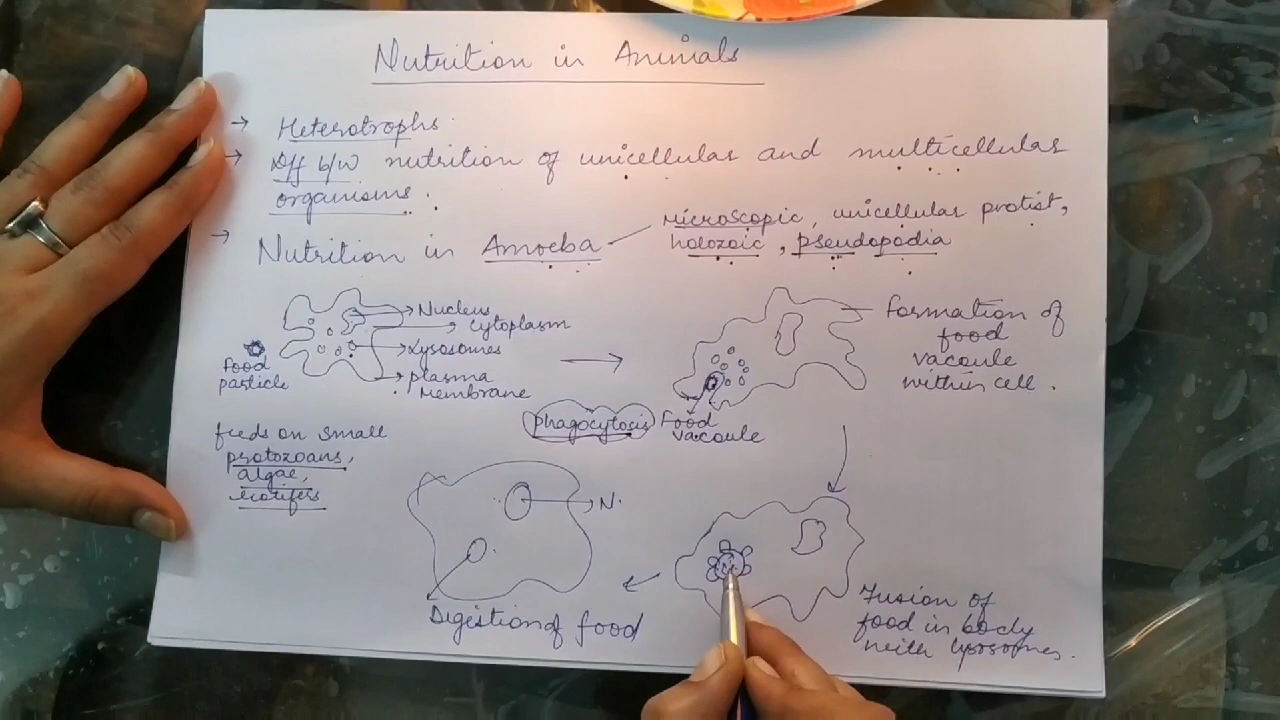 Nutrition in Animals
→ Heterotrophs.
→ Diff b/w nutrition of unicellular and multicellular
organisms.
→ Nutrition in Amoeba
microscopic, unicellular protist,
holozoic, pseudopodia
Nucleus
cytoplasm
Lysosomes
plasma
Membrane
food
particle
Formation of
food
vacoule
within cell.
phagocytosis
Food
vacoule
feeds on small
protozoans,
algae,
rotifers
N.
Digestion of food
Fusion of
food in body
with lysosomes.